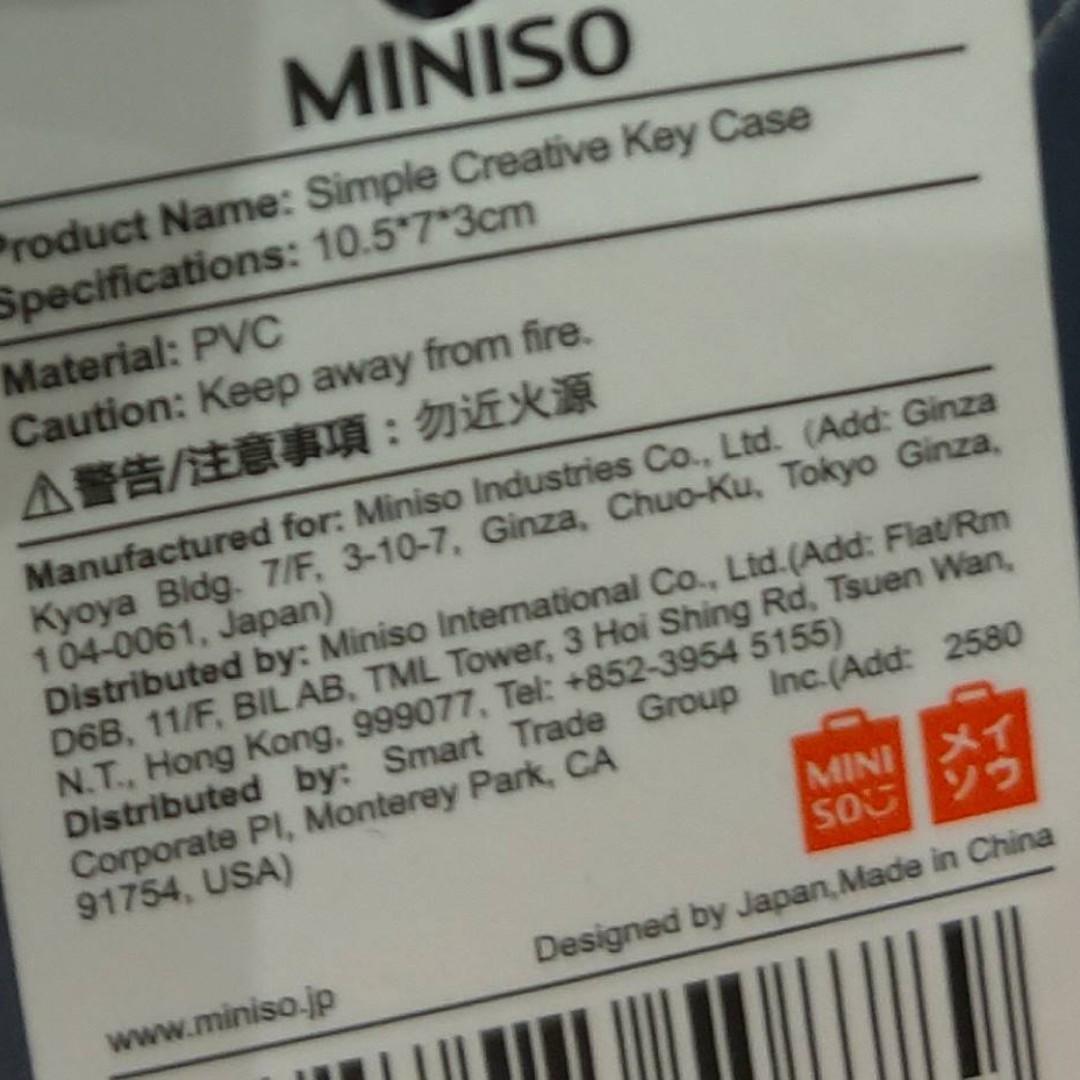 MINISO
Product Name: Simple Creative Key Case
Specifications: 10.5*7*3cm
Material: PVC
Caution: Keep away from fire.
⚠警告/注意事項：勿近火源
Manufactured for: Miniso Industries Co., Ltd. (Add: Ginza
Kyoya Bldg. 7/F, 3-10-7, Ginza, Chuo-Ku, Tokyo Ginza,
104-0061, Japan)
Distributed by: Miniso International Co., Ltd.(Add: Flat/Rm
D6B, 11/F, BILAB, TML Tower, 3 Hoi Shing Rd, Tsuen Wan,
N.T., Hong Kong, 999077, Tel: +852-3954 5155)
Distributed by: Smart Trade Group Inc.(Add: 2580
Corporate Pl, Monterey Park, CA
91754, USA)
MINI
SO
メイ
ソウ
Designed by Japan,Made in China
www.miniso.jp